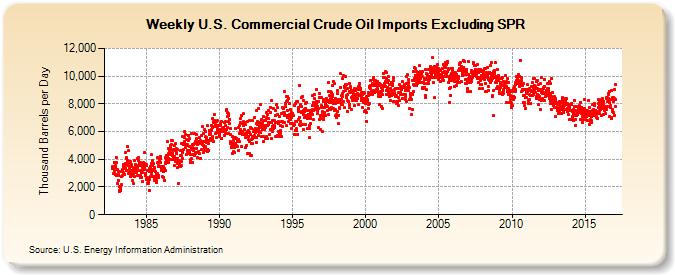 Weekly U.S. Commercial Crude Oil Imports Excluding SPR
Thousand Barrels per Day
12,000
10,000
8,000
6,000
4,000
2,000
0
1985 1990 1995 2000 2005 2010 2015
Source: U.S. Energy Information Administration